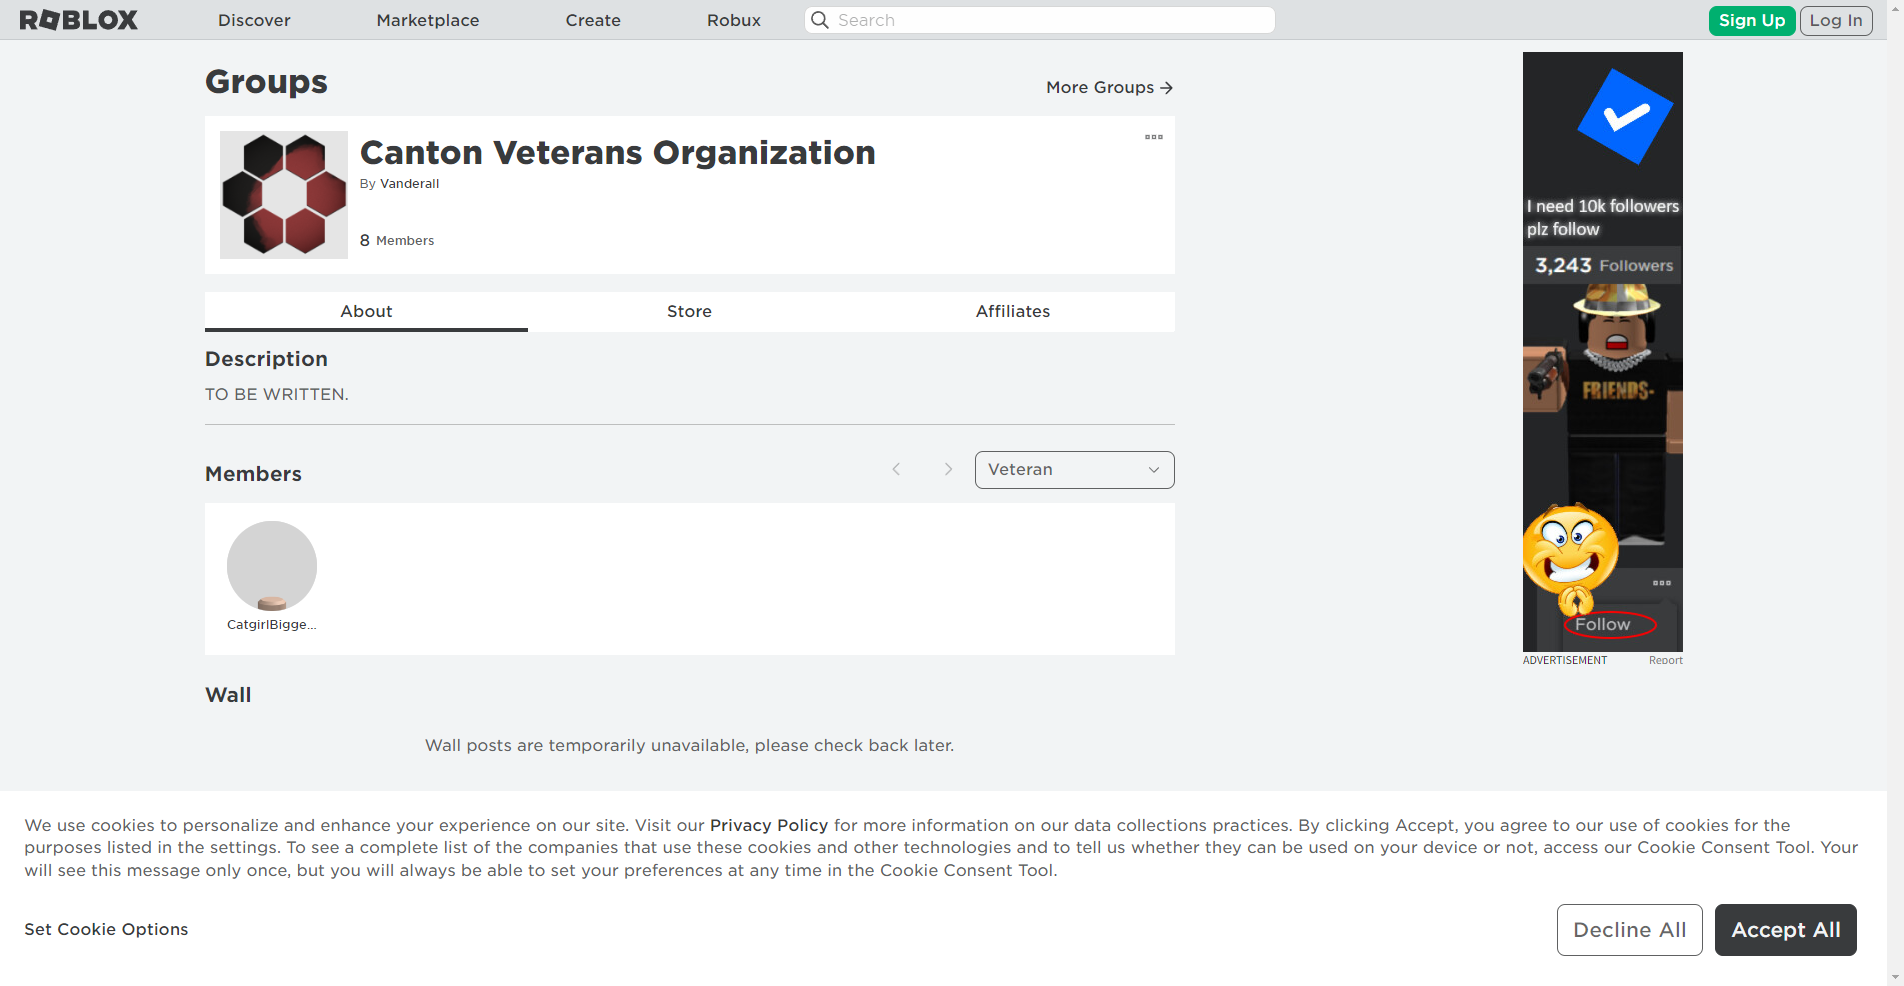 ROBLOX
Discover
Marketplace
Create
Robux
Search
Sign Up
Log In
Groups
More Groups
Canton Veterans Organization
By Vanderall
8 Members
About
Store
Affiliates
Description
TO BE WRITTEN.
Members
Veteran
CatgirlBigge...
Wall
Wall posts are temporarily unavailable, please check back later.
I need 10k followers
plz follow
3,243 Followers
FRIENDS-
Follow
ADVERTISEMENT
Report
We use cookies to personalize and enhance your experience on our site. Visit our Privacy Policy for more information on our data collections practices. By clicking Accept, you agree to our use of cookies for the
purposes listed in the settings. To see a complete list of the companies that use these cookies and other technologies and to tell us whether they can be used on your device or not, access our Cookie Consent Tool. Your
will see this message only once, but you will always be able to set your preferences at any time in the Cookie Consent Tool.
Set Cookie Options
Decline All
Accept All